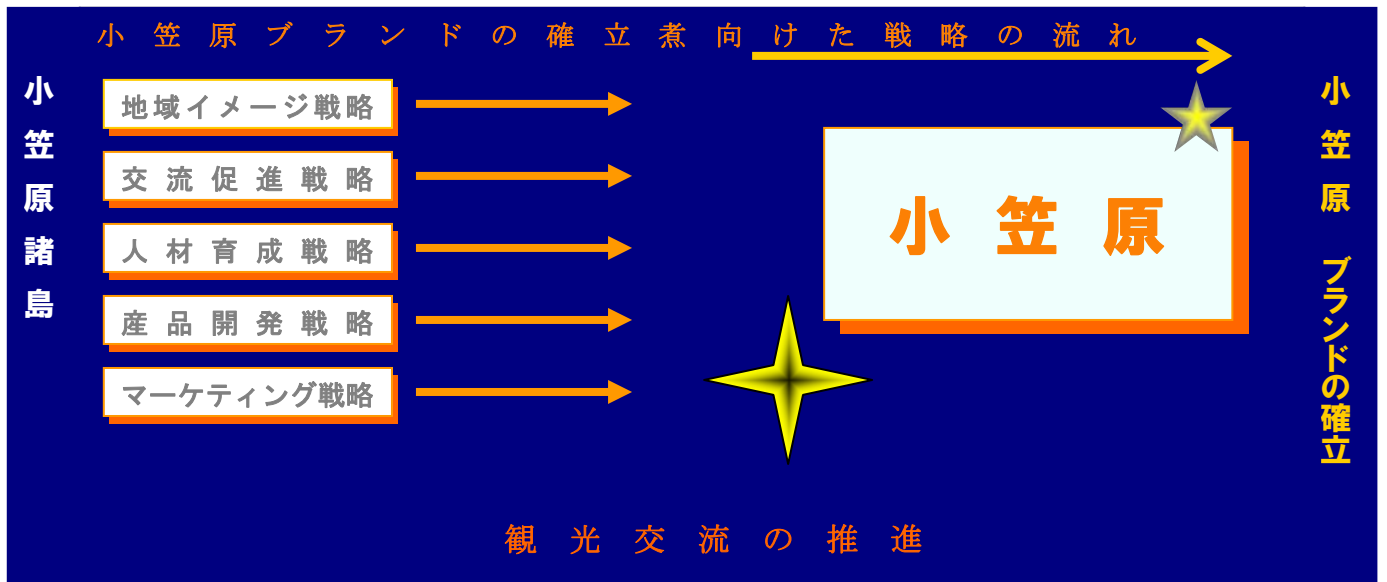 小笠原ブランドの確立煮向けた戦略の流れ
小笠原諸島
地域イメージ戦略
交流促進戦略
人材育成戦略
産品開発戦略
マーケティング戦略
小笠原
小笠原 ブランドの確立
観光交流の推進